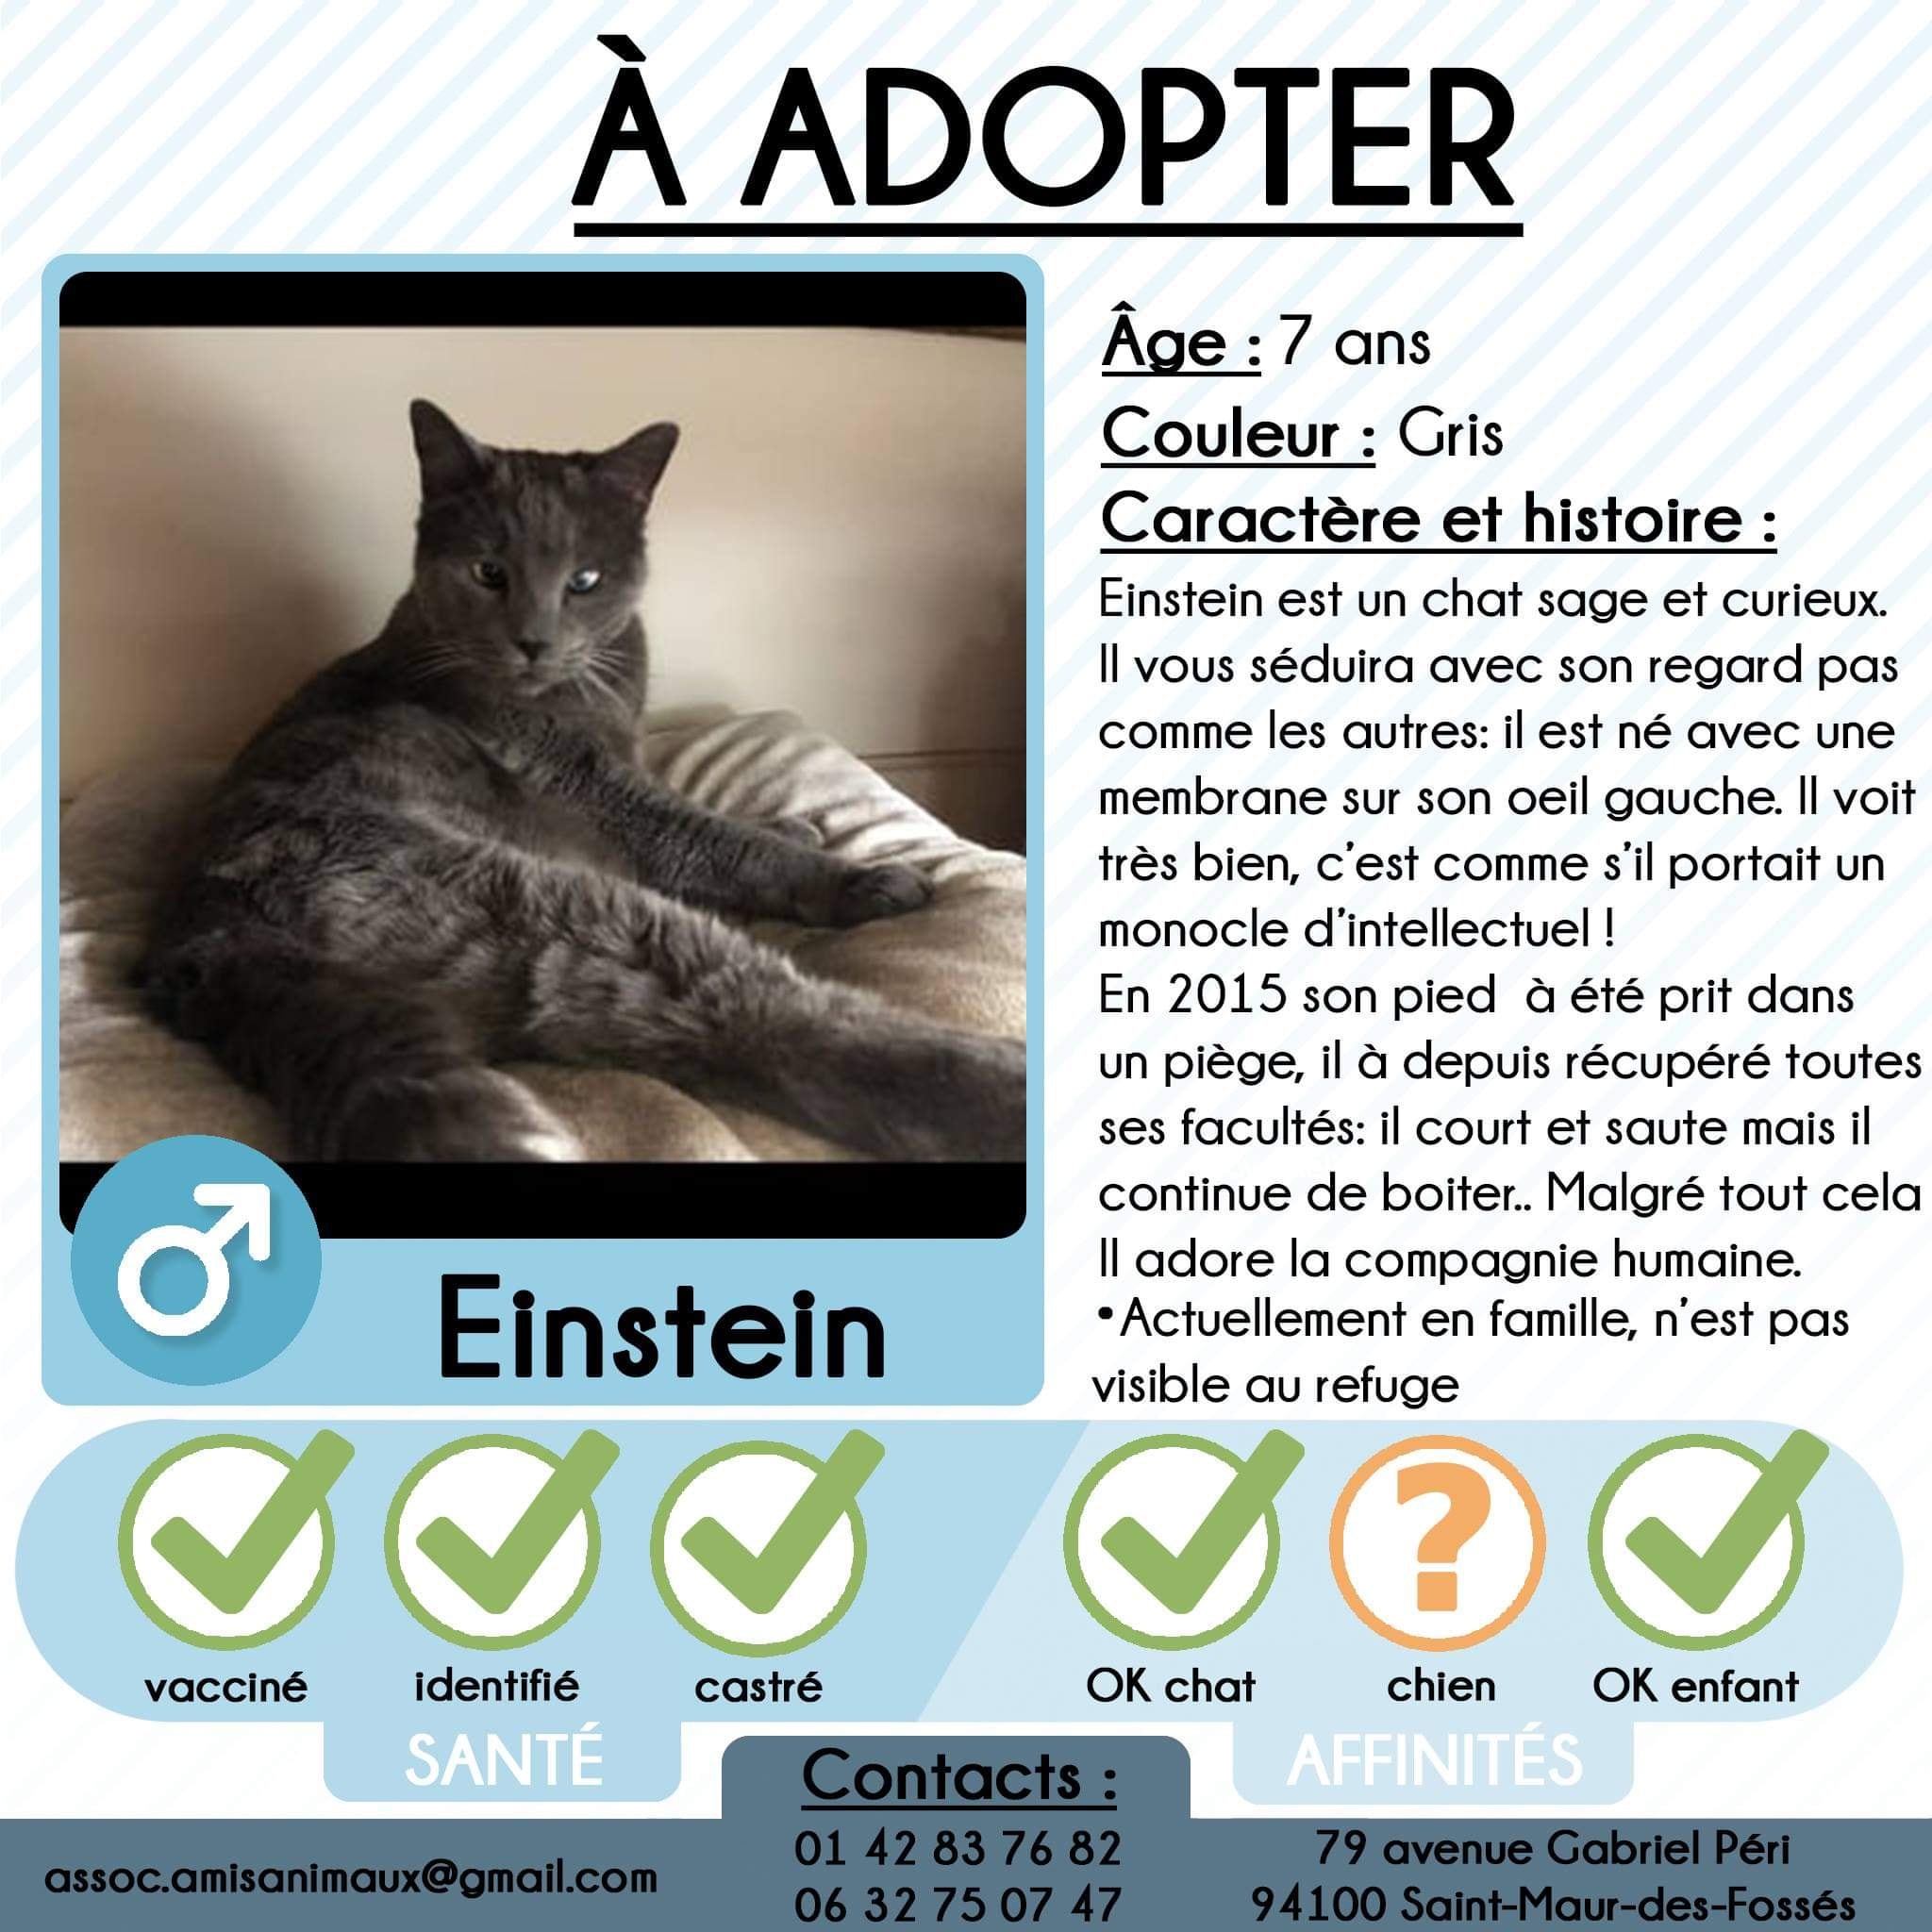 À ADOPTER
Âge : 7 ans
Couleur : Gris
Caractère et histoire :
Einstein est un chat sage et curieux.
Il vous séduira avec son regard pas
comme les autres: il est né avec une
membrane sur son oeil gauche. Il voit
très bien, c'est comme s'il portait un
monocle d'intellectuel !
En 2015 son pied  à été prit dans
un piège, il à depuis récupéré toutes
ses facultés: il court et saute mais il
continue de boiter.. Malgré tout cela
Il adore la compagnie humaine.
•Actuellement en famille, n'est pas
visible au refuge
Einstein
vacciné
identifié
castré
OK chat
?
chien
OK enfant
SANTÉ
AFFINITÉS
Contacts :
assoc.amisanimaux@gmail.com
01 42 83 76 82
06 32 75 07 47
79 avenue Gabriel Péri
94100 Saint-Maur-des-Fossés